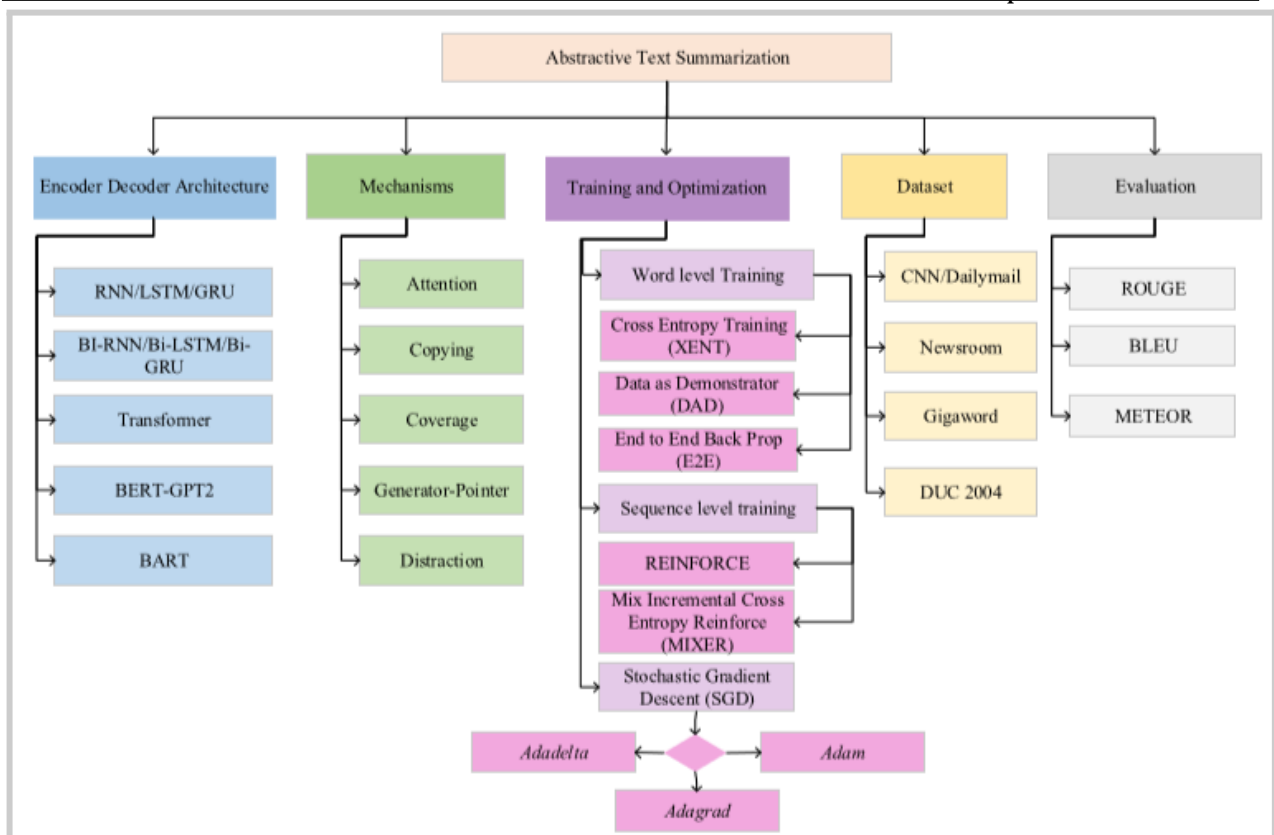 Abstractive Text Summarization
Encoder Decoder Architecture
RNN/LSTM/GRU
BI-RNN/Bi-LSTM/Bi-
GRU
Transformer
BERT-GPT2
BART
Mechanisms
Attention
Copying
Coverage
Generator-Pointer
Distraction
Training and Optimization
Word level Training
Cross Entropy Training
(XENT)
Data as Demonstrator
(DAD)
End to End Back Prop
(E2E)
Sequence level training
REINFORCE
Mix Incremental Cross
Entropy Reinforce
(MIXER)
Stochastic Gradient
Descent (SGD)
Adadelta
Adam
Adagrad
Dataset
CNN/Dailymail
Newsroom
Gigaword
DUC 2004
Evaluation
ROUGE
BLEU
METEOR